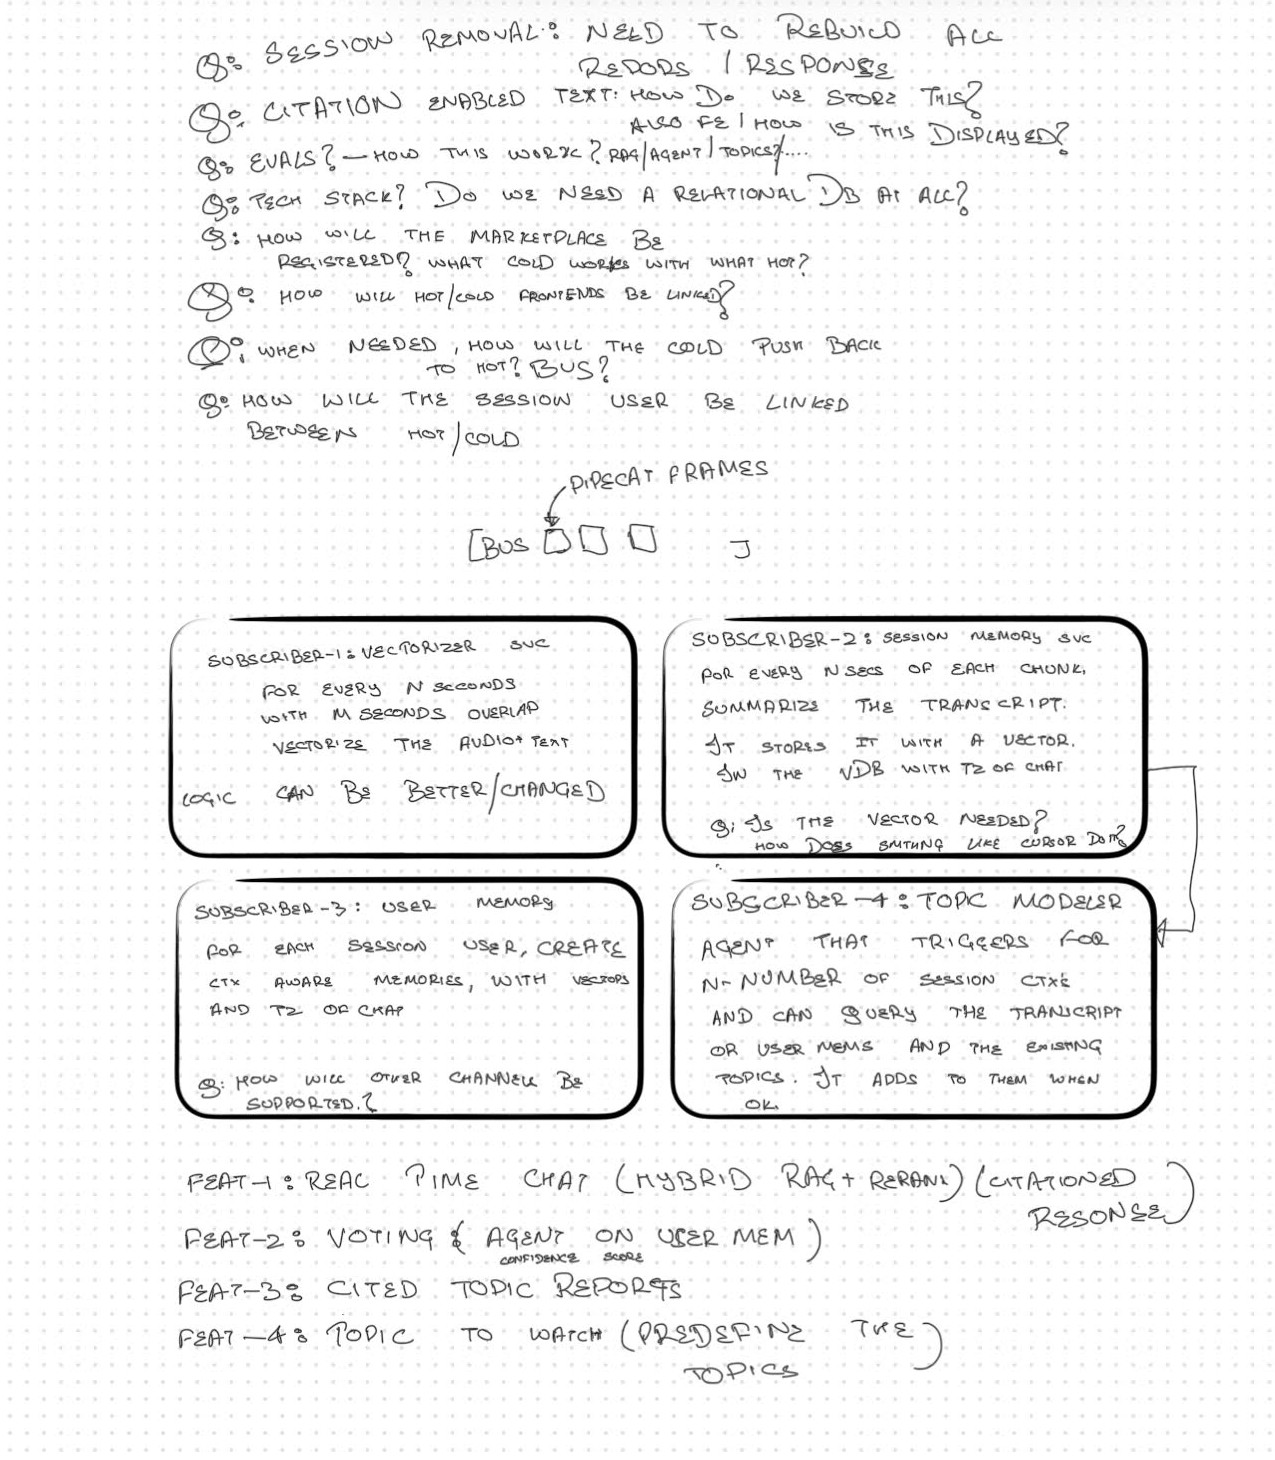 Q: SESSION REMOVAL: NEED TO REBUILD ALL
REPORS / RESPONSE
Q: CITATION ENABLED TEXT: HOW DO WE STORE THIS?
ALSO FE / HOW IS THIS DISPLAYED?
Q: EVALS? - HOW THIS WORK? RAG/AGENT/TOPICS?/....
Q: TECH STACK? DO WE NEED A RELATIONAL DB AT ALL?
Q: HOW WILL THE MARKETPLACE BE
REGISTERED? WHAT COLD WORKS WITH WHAT HOT?
Q: HOW WILL HOT/COLD FRONTENDS BE LINKED?
Q: WHEN NEEDED, HOW WILL THE COLD PUSH BACK
TO HOT? BUS?
Q: HOW WILL THE SESSION USER BE LINKED
BETWEEN HOT/COLD
PIPECAT FRAMES
[BUS ]
SUBSCRIBER-1: VECTORIZER SVC
FOR EVERY N SECONDS
WITH M SECONDS OVERLAP
VECTORIZE THE AUDIO+TEXT
LOGIC CAN BE BETTER/CHANGED
SUBSCRIBER-2: SESSION MEMORY SVC
FOR EVERY N SECS OF EACH CHUNK,
SUMMARIZE THE TRANSCRIPT.
IT STORES IT WITH A VECTOR.
IN THE VDB WITH TZ OF CHAT
Q: IS THE VECTOR NEEDED?
HOW DOES SMTHNG LIKE CURSOR DO IT?
SUBSCRIBER-3: USER MEMORY
FOR EACH SESSION USER, CREATE
CTX AWARE MEMORIES, WITH VECTORS
AND TZ OF CHAT
Q: HOW WILL OTHER CHANNELL BE
SUPPORTED.?
SUBSCRIBER-4: TOPIC MODELER
AGENT THAT TRIGGERS FOR
N-NUMBER OF SESSION CTX'S
AND CAN QUERY THE TRANSCRIPT
OR USER MEMS AND THE EXISTING
TOPICS. IT ADDS TO THEM WHEN
OK.
FEAT-1: REAL TIME CHAT (HYBRID RAG + RERANK) (CITATIONED
RESONSE)
FEAT-2: VOTING { AGENT ON USER MEM )
CONFIDENCE SCORE
FEAT-3: CITED TOPIC REPORTS
FEAT-4: TOPIC TO WATCH (PREDEFINE THE
TOPICS)